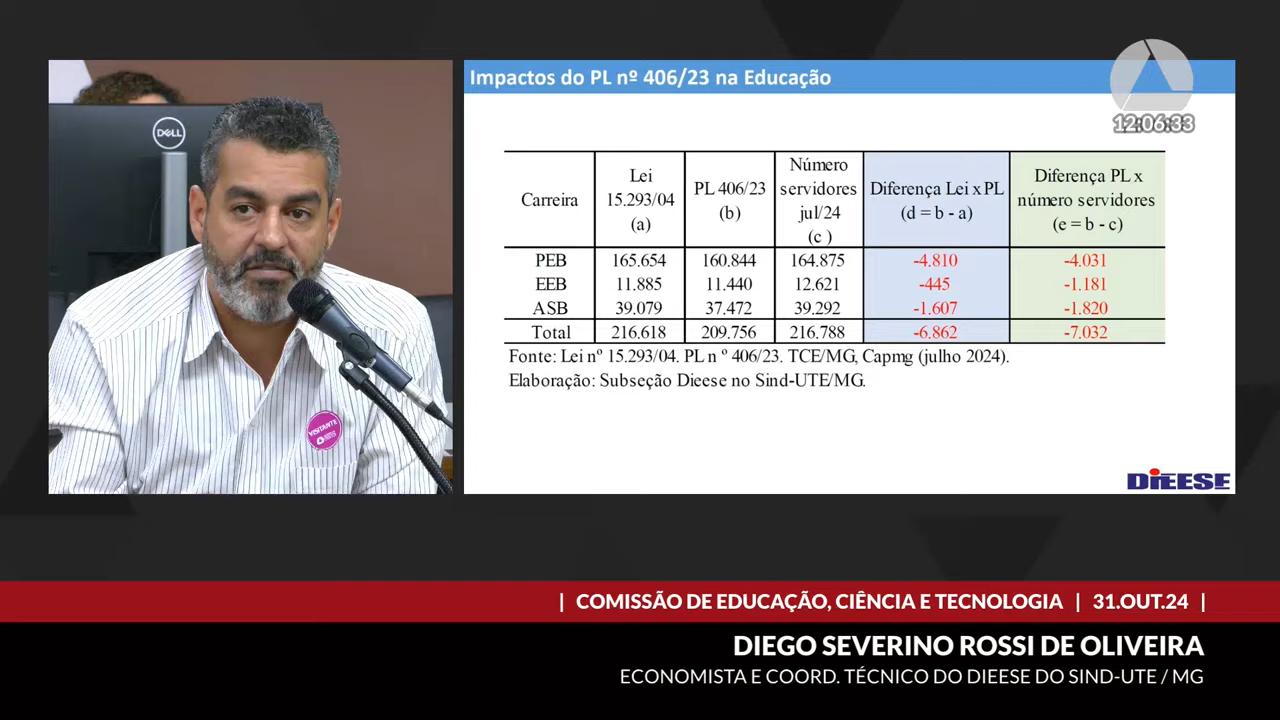 DELL
VISITANTE
Impactos do PL nº 406/23 na Educação
12:06:33
Carreira | Lei 15.293/04 (a) | PL 406/23 (b) | Número servidores jul/24 (c ) | Diferença Lei x PL (d = b - a) | Diferença PL x número servidores (e = b - c)
PEB 165.654 160.844 164.875 -4.810 -4.031
EEB 11.885 11.440 12.621 -445 -1.181
ASB 39.079 37.472 39.292 -1.607 -1.820
Total 216.618 209.756 216.788 -6.862 -7.032
Fonte: Lei nº 15.293/04. PL n º 406/23. TCE/MG, Capmg (julho 2024).
Elaboração: Subseção Dieese no Sind-UTE/MG.
DIEESE
| COMISSÃO DE EDUCAÇÃO, CIÊNCIA E TECNOLOGIA | 31.OUT.24 |
DIEGO SEVERINO ROSSI DE OLIVEIRA
ECONOMISTA E COORD. TÉCNICO DO DIEESE DO SIND-UTE / MG